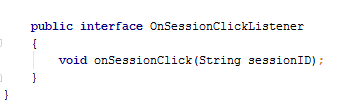 public interface OnSessionClickListener
{
void onSessionClick(String sessionID);
}
}